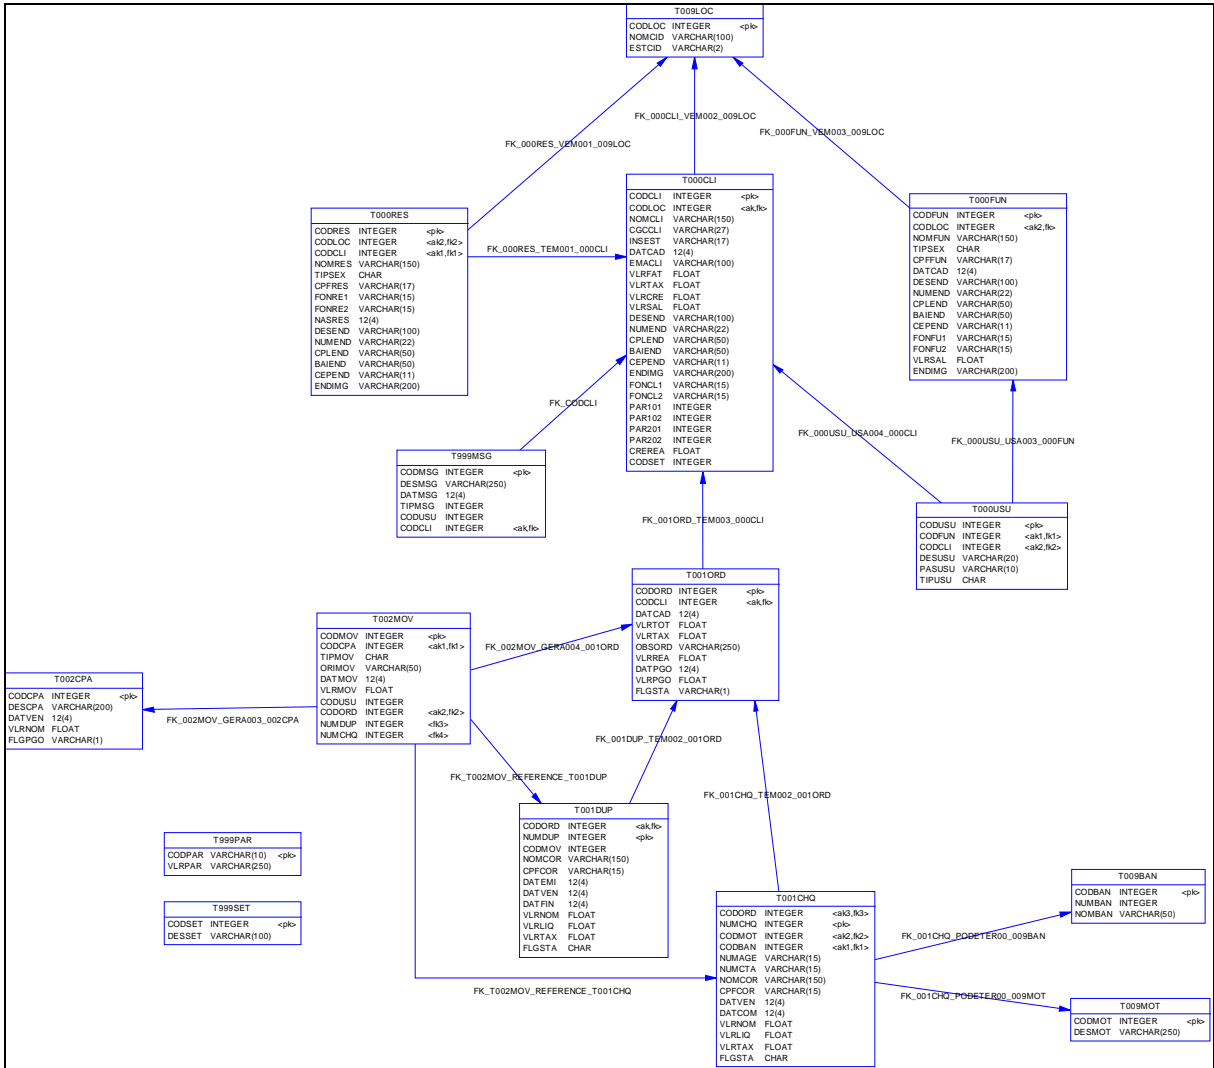 T009LOC
CODLOC INTEGER <pk>
NOMCID VARCHAR(100)
ESTCID VARCHAR(2)
FK_000CLI_VEM002_009LOC
FK_000FUN_VEM003_009LOC
FK_000RES_VEM001_009LOC
T000CLI
CODCLI INTEGER <pk>
CODLOC INTEGER <ak,fk>
NOMCLI VARCHAR(150)
CGCCLI VARCHAR(27)
INSEST VARCHAR(17)
DATCAD 12(4)
EMACLI VARCHAR(100)
VLRFAT FLOAT
VLRTAX FLOAT
VLRCRE FLOAT
VLRSAL FLOAT
DESEND VARCHAR(100)
NUMEND VARCHAR(22)
CPLEND VARCHAR(50)
BAIEND VARCHAR(50)
CEPEND VARCHAR(11)
ENDIMG VARCHAR(200)
FONCL1 VARCHAR(15)
FONCL2 VARCHAR(15)
PAR101 INTEGER
PAR102 INTEGER
PAR201 INTEGER
PAR202 INTEGER
CREREA FLOAT
CODSET INTEGER
T000FUN
CODFUN INTEGER <pk>
CODLOC INTEGER <ak2,fk>
NOMFUN VARCHAR(150)
TIPSEX CHAR
CPFFUN VARCHAR(17)
DATCAD 12(4)
DESEND VARCHAR(100)
NUMEND VARCHAR(22)
CPLEND VARCHAR(50)
BAIEND VARCHAR(50)
CEPEND VARCHAR(11)
FONFU1 VARCHAR(15)
FONFU2 VARCHAR(15)
VLRSAL FLOAT
ENDIMG VARCHAR(200)
T000RES
CODRES INTEGER <pk>
CODLOC INTEGER <ak2,fk2>
CODCLI INTEGER <ak1,fk1>
NOMRES VARCHAR(150)
TIPSEX CHAR
CPFRES VARCHAR(17)
FONRE1 VARCHAR(15)
FONRE2 VARCHAR(15)
NASRES 12(4)
DESEND VARCHAR(100)
NUMEND VARCHAR(22)
CPLEND VARCHAR(50)
BAIEND VARCHAR(50)
CEPEND VARCHAR(11)
ENDIMG VARCHAR(200)
FK_000RES_TEM001_000CLI
FK_CODCLI
FK_000USU_USA004_000CLI
FK_000USU_USA003_000FUN
T999MSG
CODMSG INTEGER <pk>
DESMSG VARCHAR(250)
DATMSG 12(4)
TIPMSG INTEGER
CODUSU INTEGER
CODCLI INTEGER <ak,fk>
T000USU
CODUSU INTEGER <pk>
CODFUN INTEGER <ak1,fk1>
CODCLI INTEGER <ak2,fk2>
DESUSU VARCHAR(20)
PASUSU VARCHAR(10)
TIPUSU CHAR
FK_001ORD_TEM003_000CLI
T001ORD
CODORD INTEGER <pk>
CODCLI INTEGER <ak,fk>
DATCAD 12(4)
VLRTOT FLOAT
VLRTAX FLOAT
OBSORD VARCHAR(250)
VLRREA FLOAT
DATPGO 12(4)
VLRPGO FLOAT
FLGSTA VARCHAR(1)
T002MOV
CODMOV INTEGER <pk>
CODCPA INTEGER <ak1,fk1>
TIPMOV CHAR
ORIMOV VARCHAR(50)
DATMOV 12(4)
VLRMOV FLOAT
CODUSU INTEGER
CODORD INTEGER <ak2,fk2>
NUMDUP INTEGER <fk3>
NUMCHQ INTEGER <fk4>
FK_002MOV_GERA004_001ORD
T002CPA
CODCPA INTEGER <pk>
DESCPA VARCHAR(200)
DATVEN 12(4)
VLRNOM FLOAT
FLGPGO VARCHAR(1)
FK_002MOV_GERA003_002CPA
FK_001DUP_TEM002_001ORD
FK_T002MOV_REFERENCE_T001DUP
FK_001CHQ_TEM002_001ORD
T001DUP
CODORD INTEGER <ak,fk>
NUMDUP INTEGER <pk>
CODMOV INTEGER
NOMCOR VARCHAR(150)
CPFCOR VARCHAR(15)
DATEMI 12(4)
DATVEN 12(4)
DATFIN 12(4)
VLRNOM FLOAT
VLRLIQ FLOAT
VLRTAX FLOAT
FLGSTA CHAR
T999PAR
CODPAR VARCHAR(10) <pk>
VLRPAR VARCHAR(250)
T999SET
CODSET INTEGER <pk>
DESSET VARCHAR(100)
T001CHQ
CODORD INTEGER <ak3,fk3>
NUMCHQ INTEGER <pk>
CODMOT INTEGER <ak2,fk2>
CODBAN INTEGER <ak1,fk1>
NUMAGE VARCHAR(15)
NUMCTA VARCHAR(15)
NOMCOR VARCHAR(150)
CPFCOR VARCHAR(15)
DATVEN 12(4)
DATCOM 12(4)
VLRNOM FLOAT
VLRLIQ FLOAT
VLRTAX FLOAT
FLGSTA CHAR
T009BAN
CODBAN INTEGER <pk>
NUMBAN INTEGER
NOMBAN VARCHAR(50)
FK_001CHQ_PODETER00_009BAN
FK_T002MOV_REFERENCE_T001CHQ
FK_001CHQ_PODETER00_009MOT
T009MOT
CODMOT INTEGER <pk>
DESMOT VARCHAR(250)